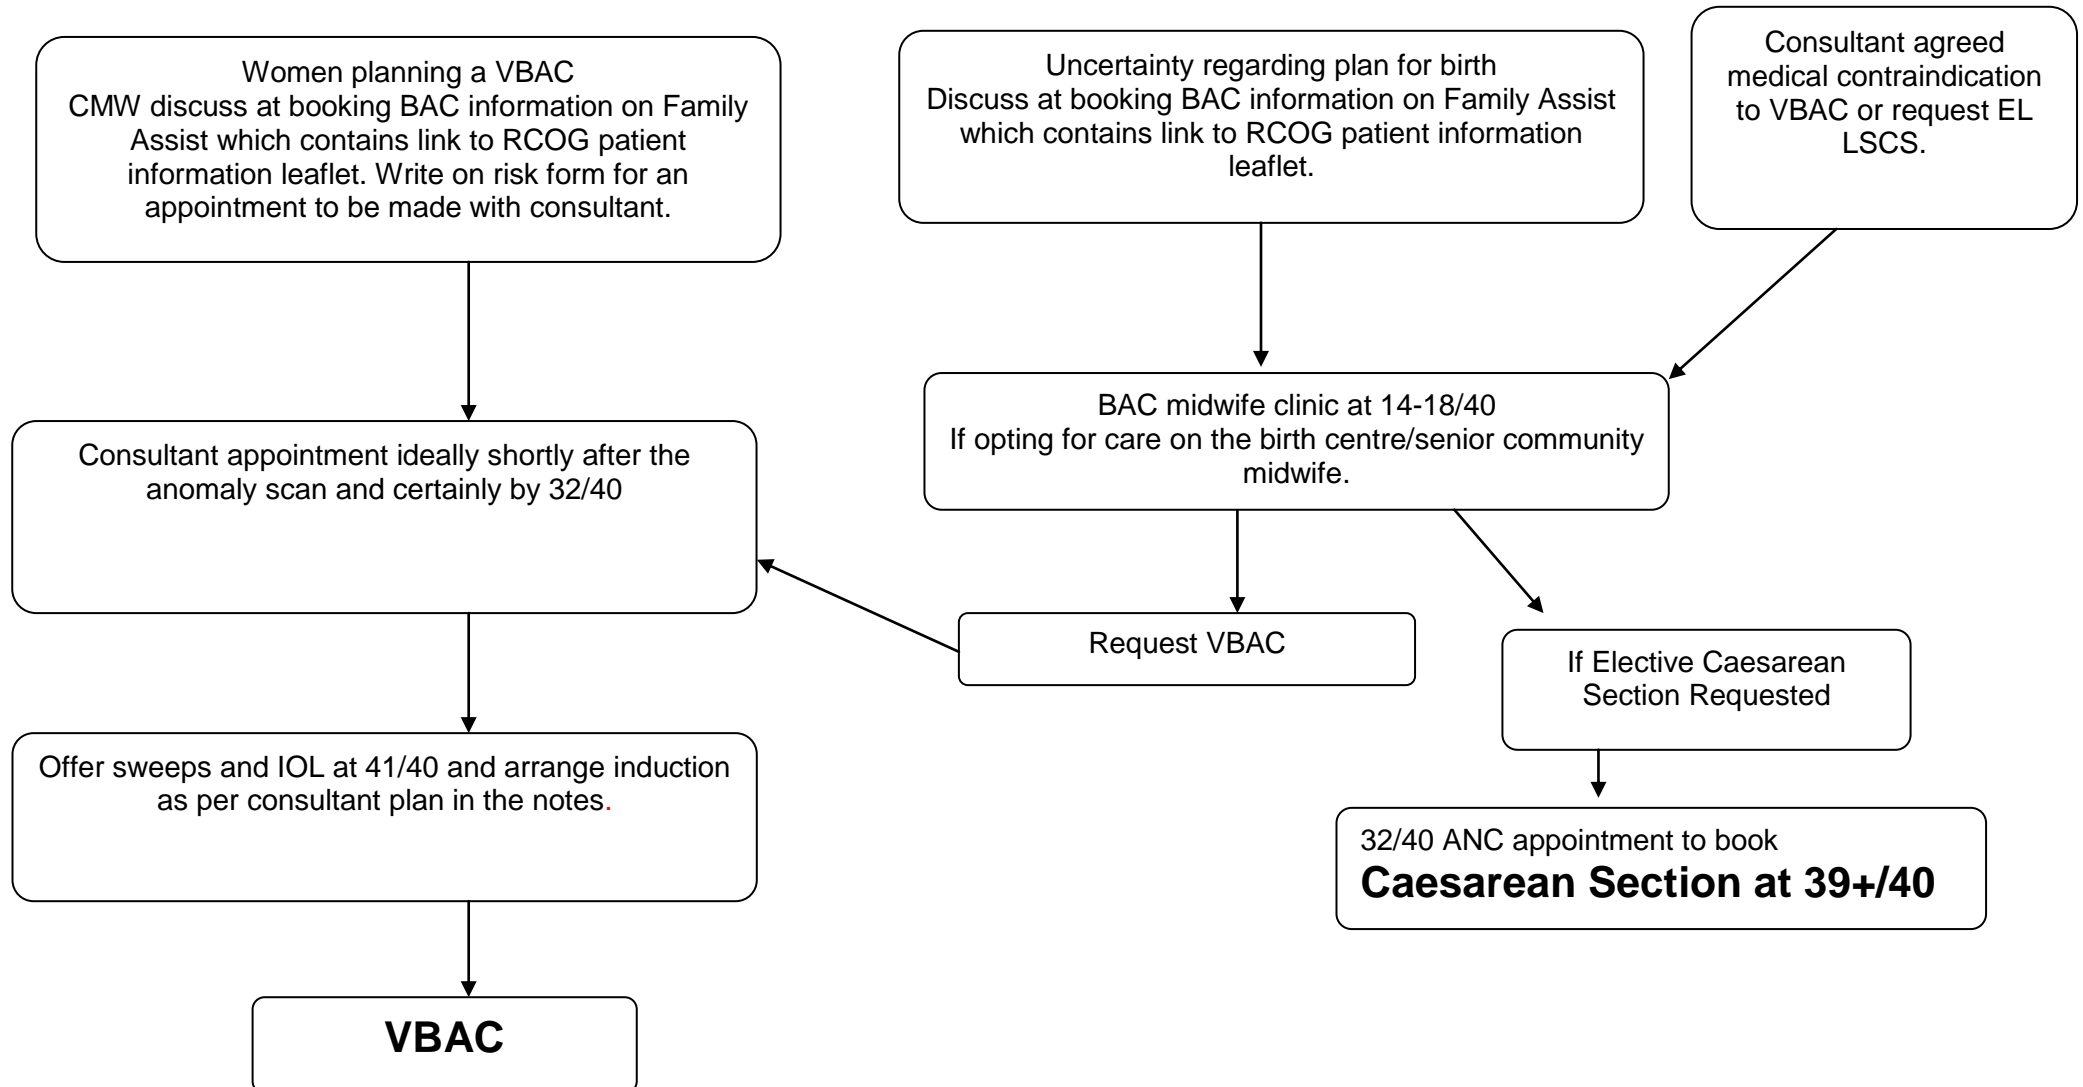 Women planning a VBAC
CMW discuss at booking BAC information on Family
Assist which contains link to RCOG patient
information leaflet. Write on risk form for an
appointment to be made with consultant.
Uncertainty regarding plan for birth
Discuss at booking BAC information on Family Assist
which contains link to RCOG patient information
leaflet.
Consultant agreed
medical contraindication
to VBAC or request EL
LSCS.
BAC midwife clinic at 14-18/40
If opting for care on the birth centre/senior community
midwife.
Consultant appointment ideally shortly after the
anomaly scan and certainly by 32/40
Request VBAC
If Elective Caesarean
Section Requested
Offer sweeps and IOL at 41/40 and arrange induction
as per consultant plan in the notes.
32/40 ANC appointment to book
Caesarean Section at 39+/40
VBAC